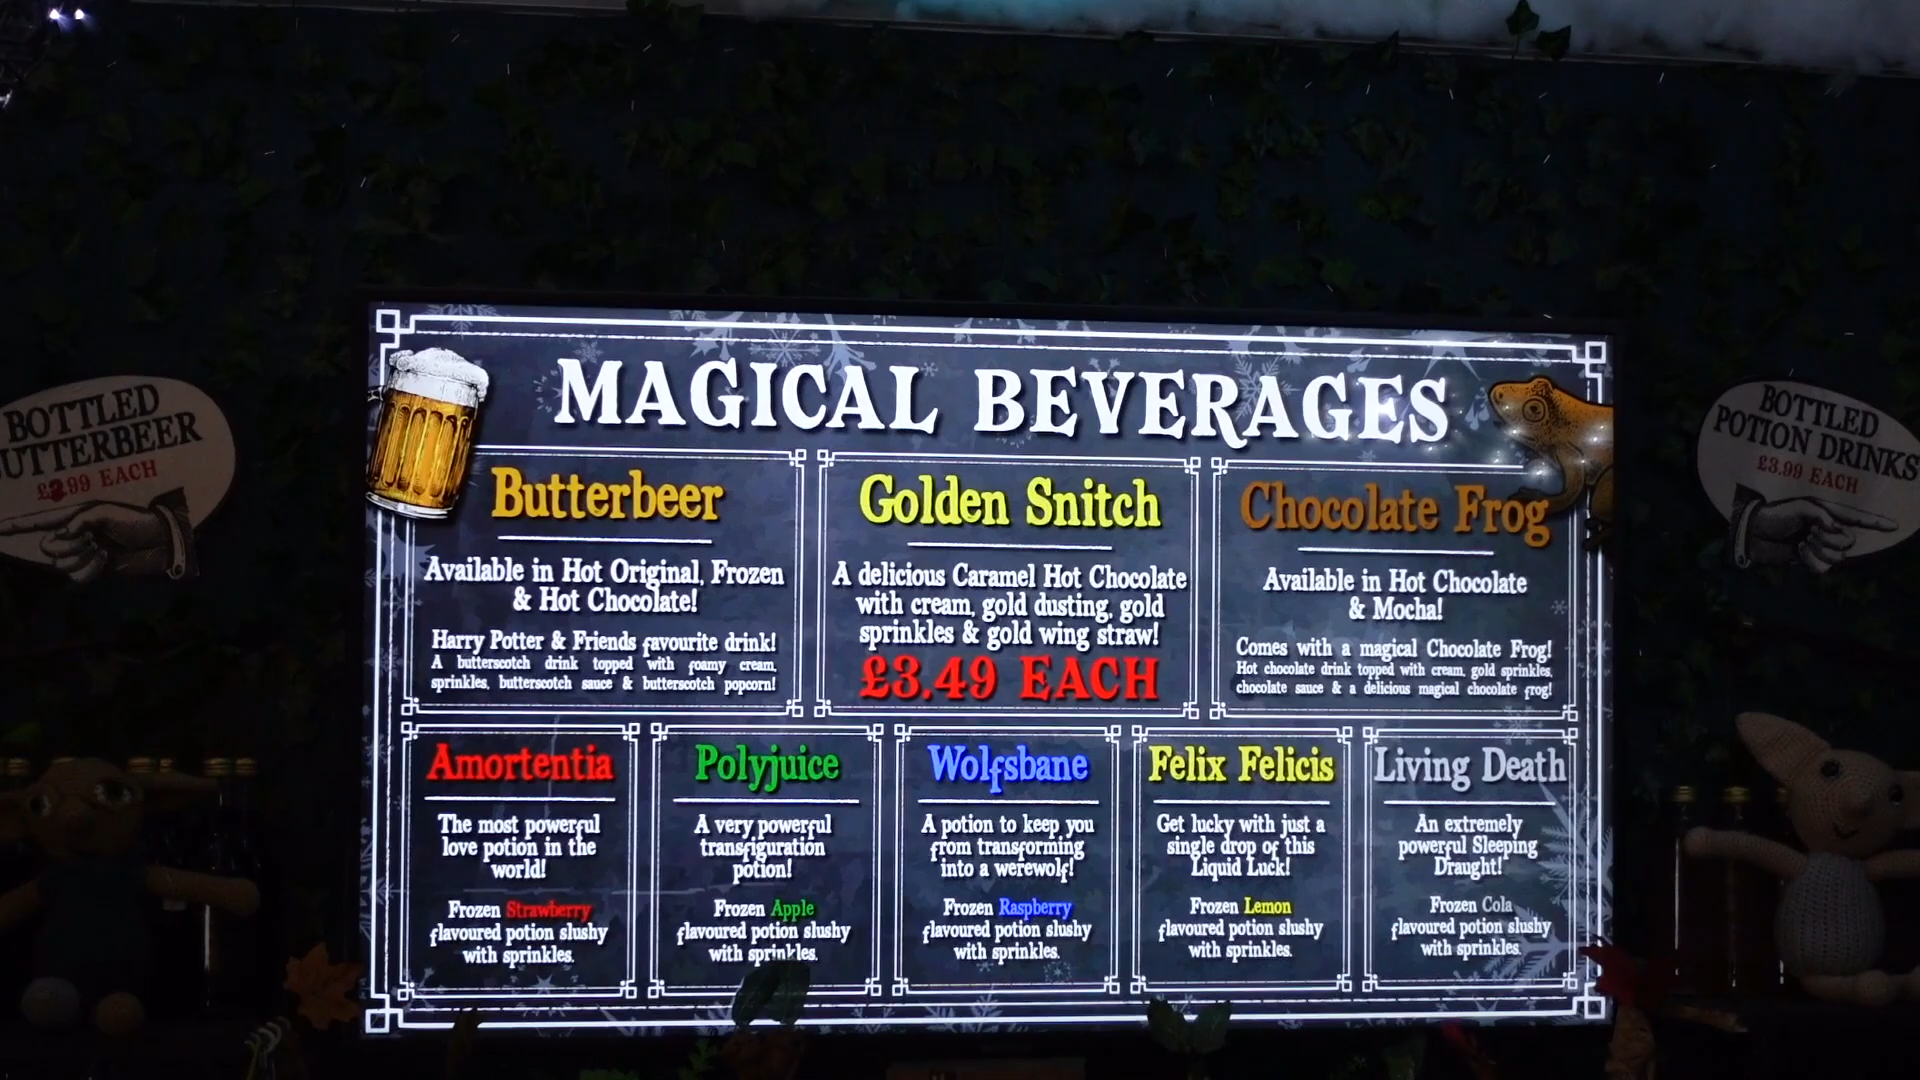 BOTTLED
UTTERBEER
99 EACH
MAGICAL BEVERAGES
BOTTLED
POTION DRINKS
£3.99 EACH
Butterbeer
Available in Hot Original, Frozen
& Hot Chocolate!
Harry Potter & Friends favourite drink!
A butterscotch drink topped with foamy cream,
sprinkles, butterscotch sauce & butterscotch popcorn!
Golden Snitch
A delicious Caramel Hot Chocolate
with cream, gold dusting, gold
sprinkles & gold wing straw!
£3.49 EACH
Chocolate Frog
Available in Hot Chocolate
& Mocha!
Comes with a magical Chocolate Frog!
Hot chocolate drink topped with cream, gold sprinkles,
chocolate sauce & a delicious magical chocolate frog!
Amortentia
The most powerful
love potion in the
world!
Frozen Strawberry
flavoured potion slushy
with sprinkles.
Polyjuice
A very powerful
transfiguration
potion!
Frozen Apple
flavoured potion slushy
with sprinkles.
Wolfsbane
A potion to keep you
from transforming
into a werewolf!
Frozen Raspberry
flavoured potion slushy
with sprinkles.
Felix Felicis
Get lucky with just a
single drop of this
Liquid Luck!
Frozen Lemon
flavoured potion slushy
with sprinkles.
Living Death
An extremely
powerful Sleeping
Draught!
Frozen Cola
flavoured potion slushy
with sprinkles.